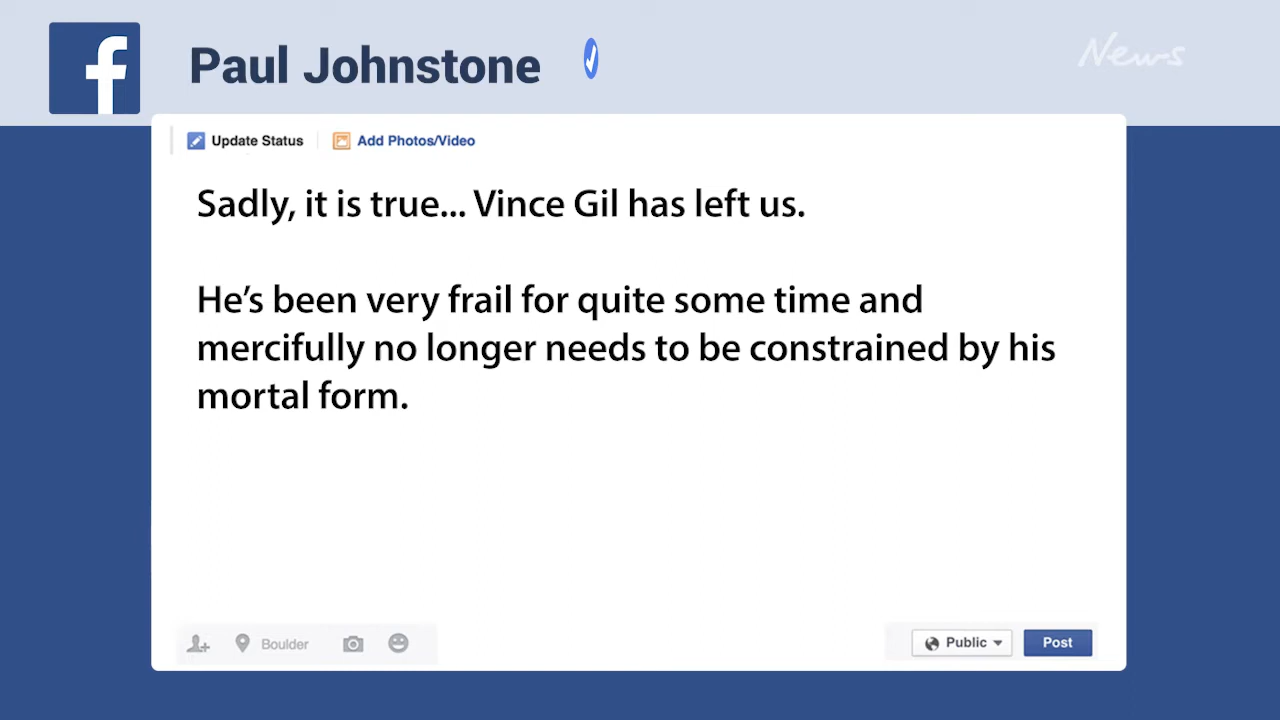 f Paul Johnstone
News
Update Status Add Photos/Video
Sadly, it is true... Vince Gil has left us.
He's been very frail for quite some time and
mercifully no longer needs to be constrained by his
mortal form.
Boulder
Public Post